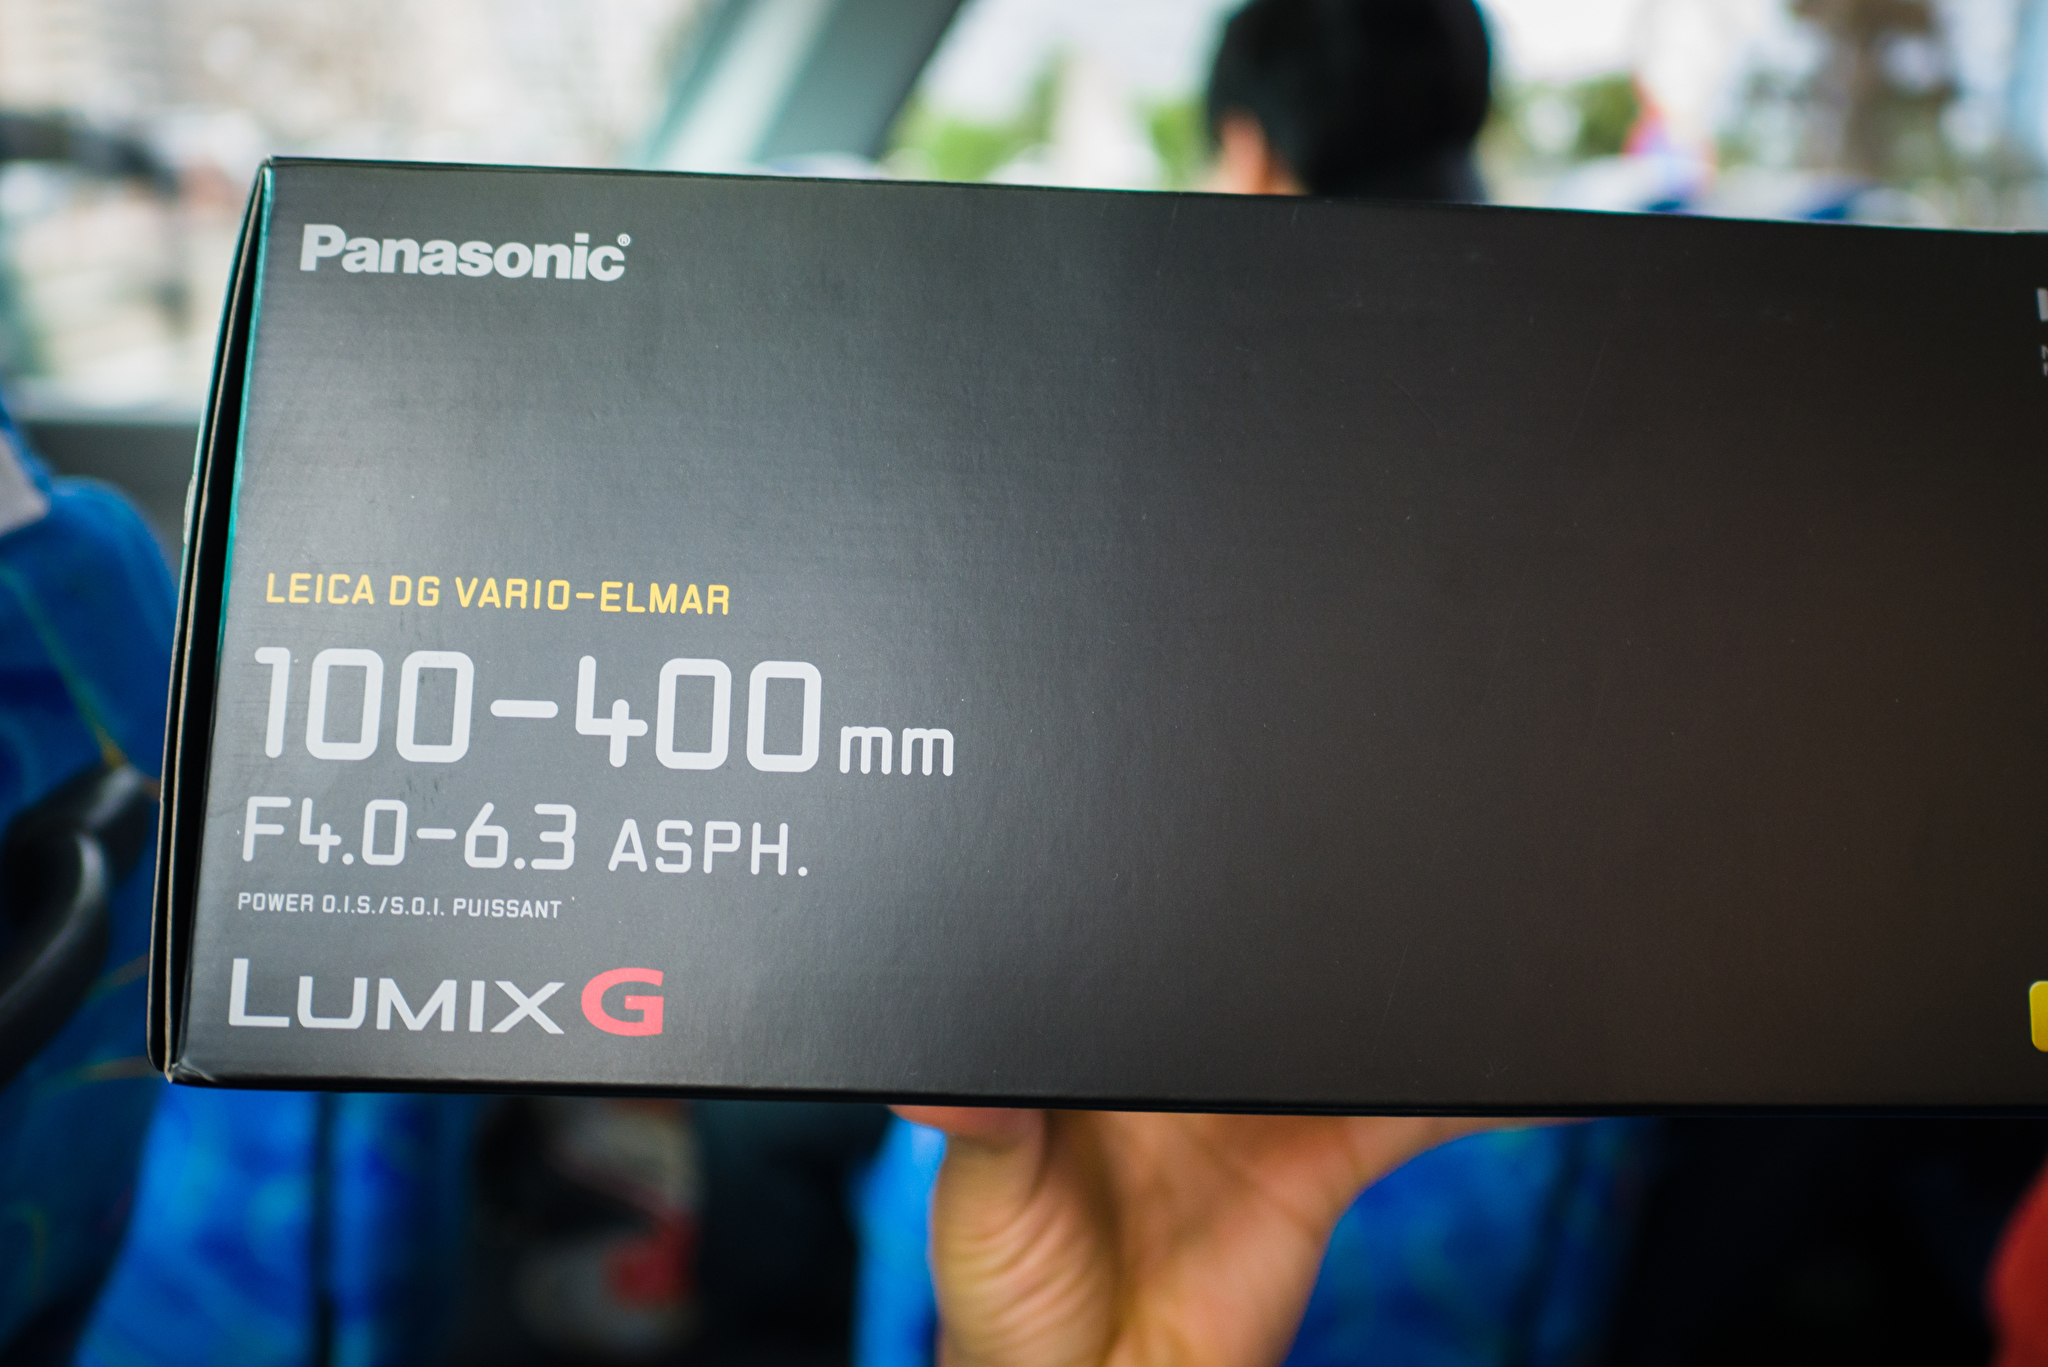 Panasonic®
LEICA DG VARIO-ELMAR
100-400mm
F4.0-6.3 ASPH.
POWER O.I.S./S.O.I. PUISSANT
LUMIX G